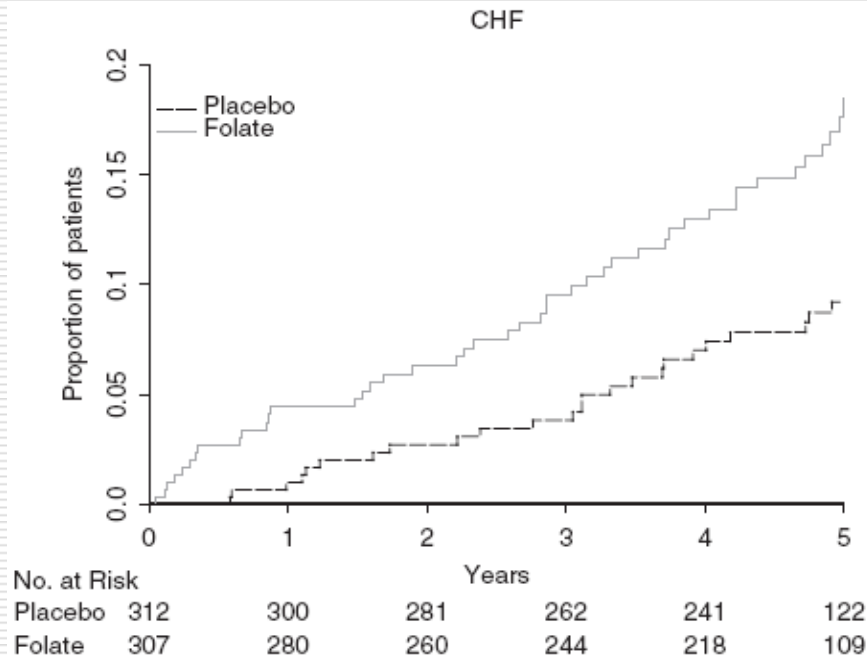 CHF
Proportion of patients
0.2
0.15
0.1
0.05
0.0
Placebo
Folate
0 1 2 3 4 5
Years
No. at Risk
Placebo 312 300 281 262 241 122
Folate 307 280 260 244 218 109